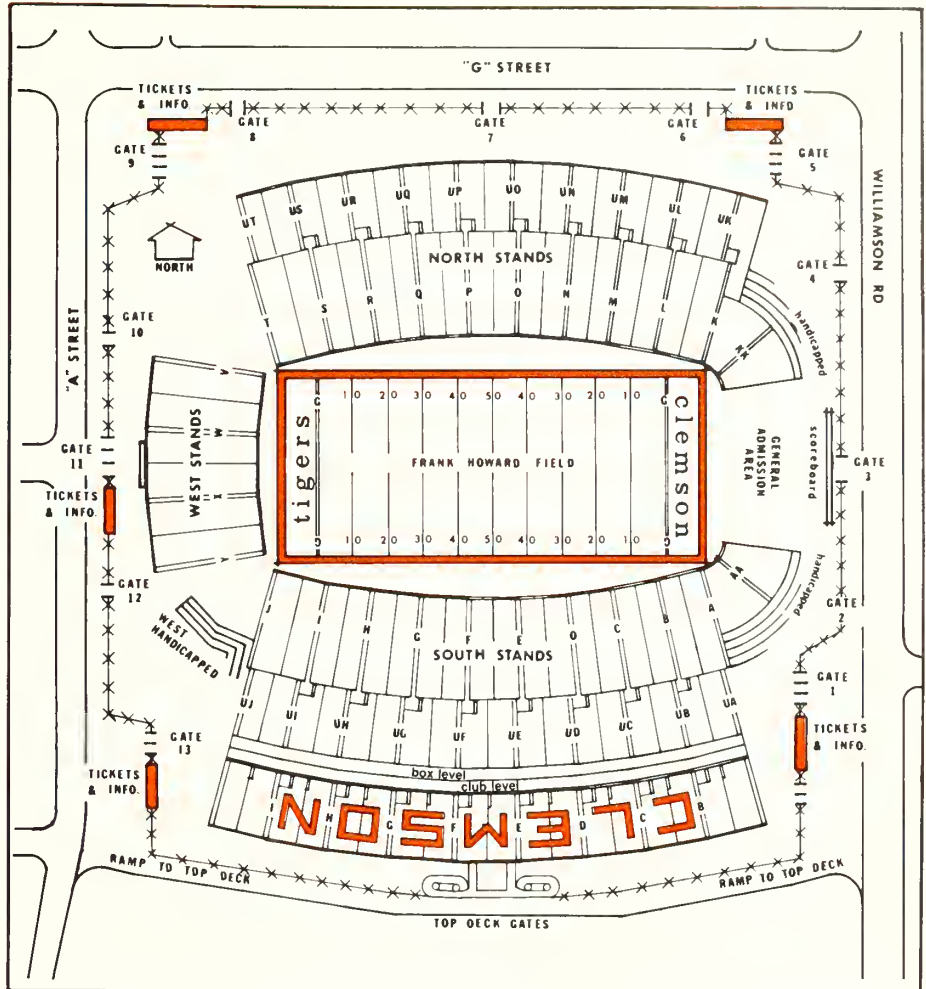 "G" STREET
TICKETS
& INFO.
TICKETS
& INFO
GATE
8
GATE
7
GATE
6
GATE
9
GATE
5
WILLIAMSON RD
NORTH
UT US UR UQ UP UO UN UM UL UK
NORTH STANDS
T S R Q P O N M L K
KK
handicapped
GATE
4
"A" STREET
GATE
10
GATE
11
TICKETS
& INFO.
GATE
12
WEST STANDS
V
W
X
Y
G 10 20 30 40 50 40 30 20 10 G
tigers
FRANK HOWARD FIELD
clemson
G 10 20 30 40 50 40 30 20 10 G
GENERAL
ADMISSION
AREA
scoreboard
GATE
3
AA
handicapped
GATE
2
GATE
1
TICKETS
& INFO.
WEST
HANDICAPPED
J I H G F E D C B A
SOUTH STANDS
UJ UI UH UG UF UE UD UC UB UA
GATE
13
TICKETS
& INFO.
box level
club level
I H G F E D C B
CLEMSON
RAMP TO TOP DECK
RAMP TO TOP DECK
TOP DECK GATES